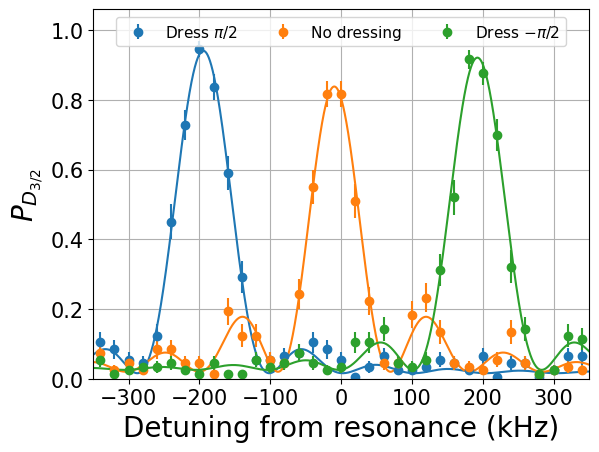 Dress π/2 No dressing Dress −π/2
1.0
0.8
0.6
0.4
0.2
0.0
P_{D_{3/2}}
−300 −200 −100 0 100 200 300
Detuning from resonance (kHz)